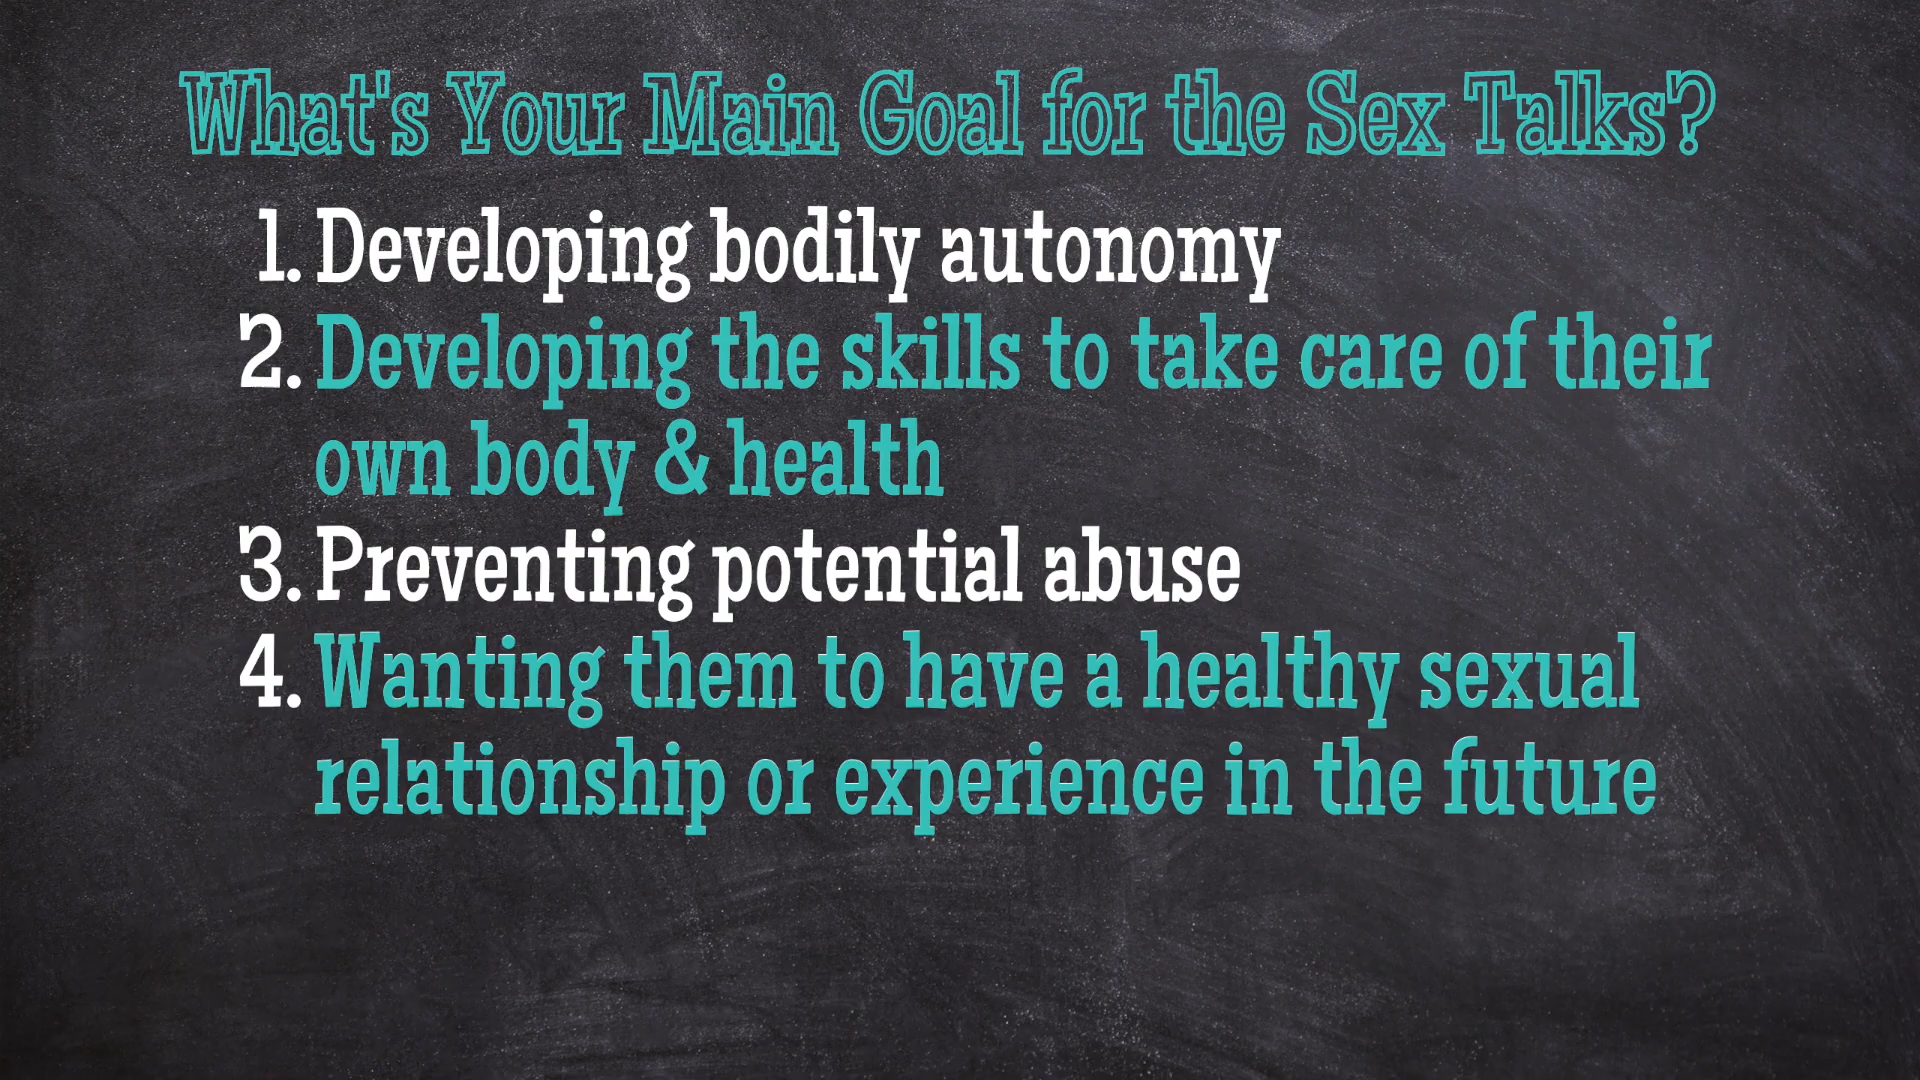 What's Your Main Goal for the Sex Talks?
1. Developing bodily autonomy
2. Developing the skills to take care of their
own body & health
3. Preventing potential abuse
4. Wanting them to have a healthy sexual
relationship or experience in the future